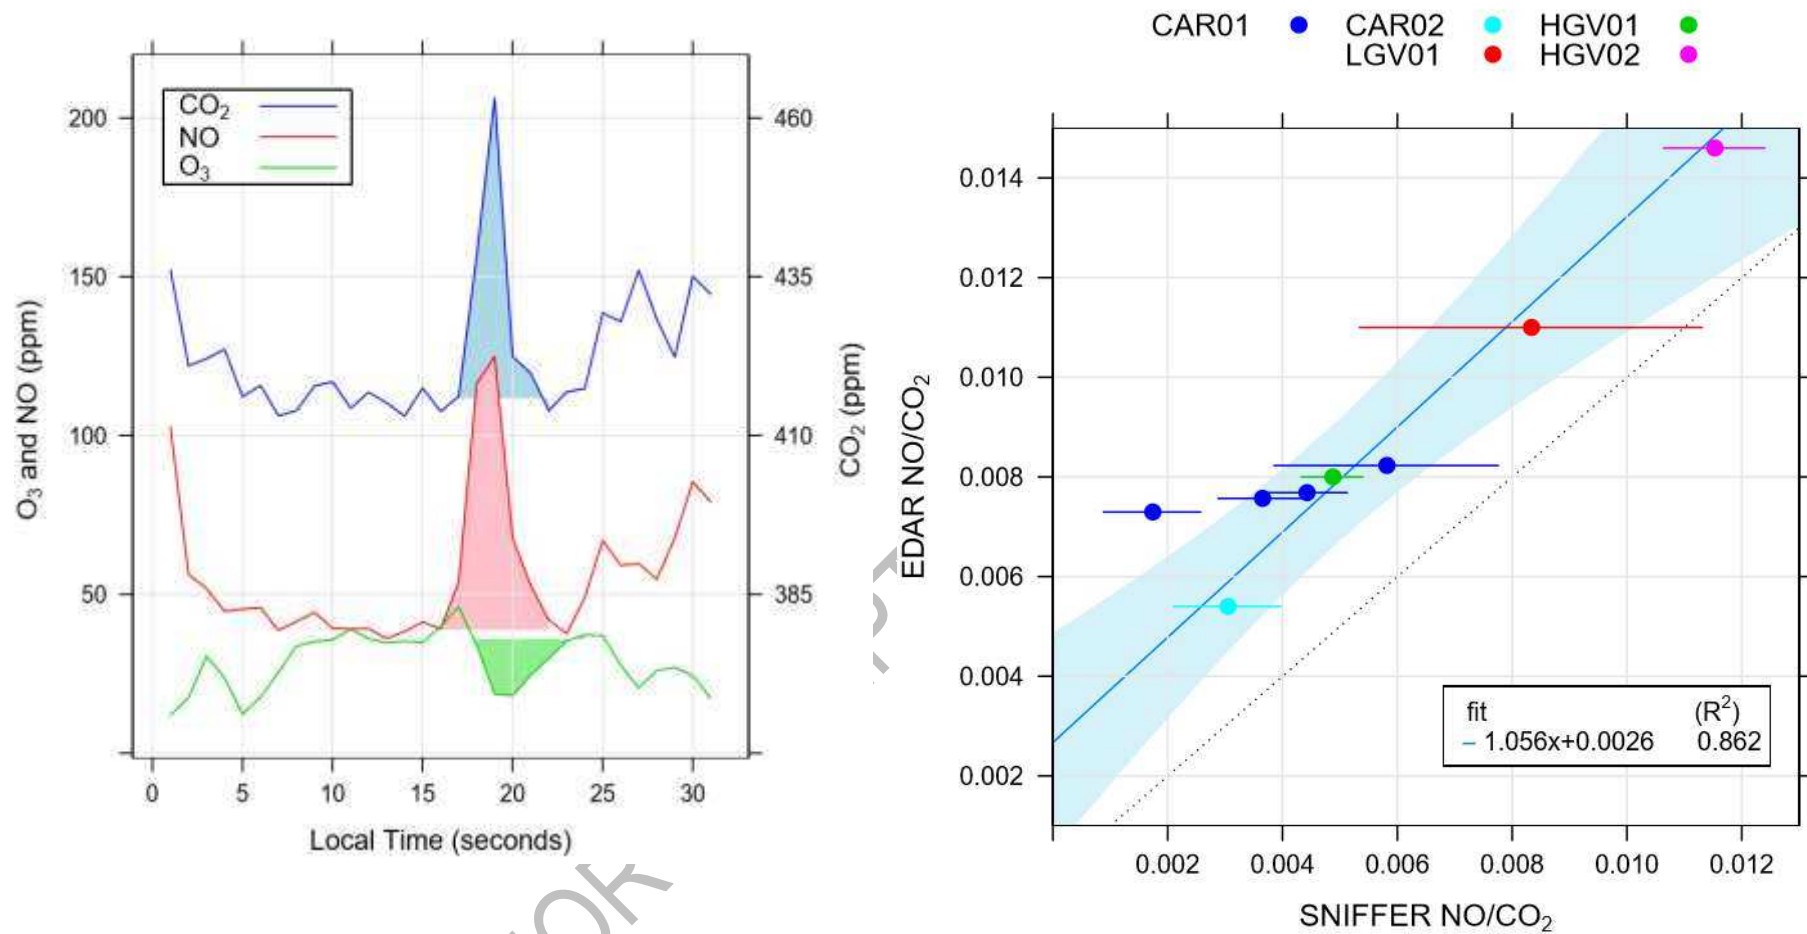 CO₂
NO
O₃
200
150
100
50
460
435
410
385
O₃ and NO (ppm)
CO₂ (ppm)
0 5 10 15 20 25 30
Local Time (seconds)
CAR01 CAR02 HGV01
LGV01 HGV02
0.014
0.012
0.010
0.008
0.006
0.004
0.002
EDAR NO/CO₂
fit (R²)
1.056x+0.0026 0.862
0.002 0.004 0.006 0.008 0.010 0.012
SNIFFER NO/CO₂